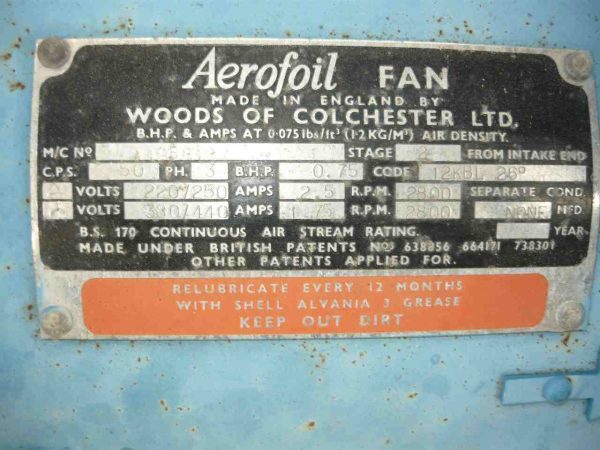 Aerofoil FAN
MADE IN ENGLAND BY
WOODS OF COLCHESTER LTD.
B.H.P. & AMPS AT 0·075 lbs/ft³ (1·2 KG/M³) AIR DENSITY.
M/C Nº STAGE 2 FROM INTAKE END
C.P.S. 50 PH. 3 B.H.P. 0.75 CODE 12KBL 26°
VOLTS 220/250 AMPS 2.5 R.P.M. 2800 SEPARATE COND.
VOLTS 380/440 AMPS R.P.M. 2800 NONE MFD.
B.S. 170 CONTINUOUS AIR STREAM RATING. YEAR
MADE UNDER BRITISH PATENTS Nº 638856 664171 738301
OTHER PATENTS APPLIED FOR.
RELUBRICATE EVERY 12 MONTHS
WITH SHELL ALVANIA 3 GREASE
KEEP OUT DIRT